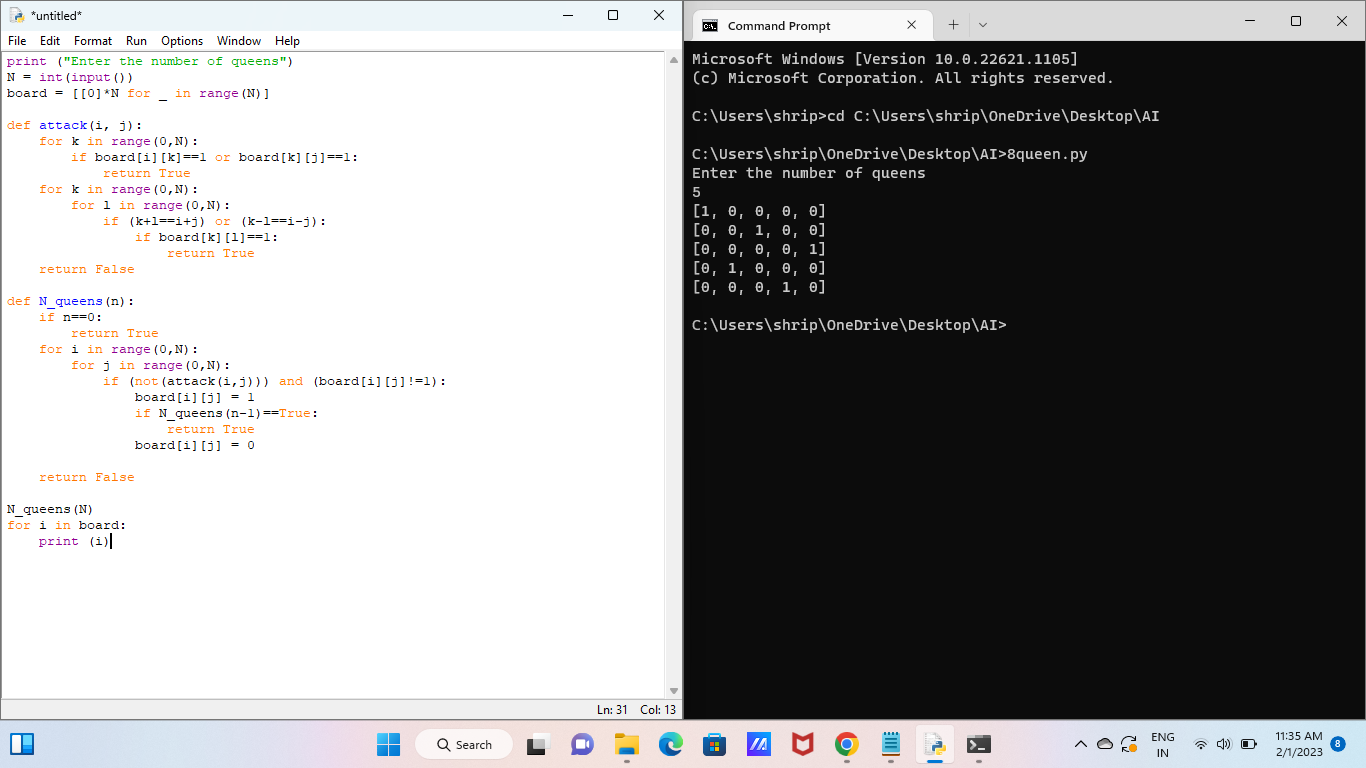 *untitled*
File Edit Format Run Options Window Help
print ("Enter the number of queens")
N = int(input())
board = [[0]*N for _ in range(N)]

def attack(i, j):
    for k in range(0,N):
        if board[i][k]==1 or board[k][j]==1:
            return True
    for k in range(0,N):
        for l in range(0,N):
            if (k+l==i+j) or (k-l==i-j):
                if board[k][l]==1:
                    return True
    return False

def N_queens(n):
    if n==0:
        return True
    for i in range(0,N):
        for j in range(0,N):
            if (not(attack(i,j))) and (board[i][j]!=1):
                board[i][j] = 1
                if N_queens(n-1)==True:
                    return True
                board[i][j] = 0

    return False

N_queens(N)
for i in board:
    print (i)
Ln: 31 Col: 13
Command Prompt
Microsoft Windows [Version 10.0.22621.1105]
(c) Microsoft Corporation. All rights reserved.

C:\Users\shrip>cd C:\Users\shrip\OneDrive\Desktop\AI

C:\Users\shrip\OneDrive\Desktop\AI>8queen.py
Enter the number of queens
5
[1, 0, 0, 0, 0]
[0, 0, 1, 0, 0]
[0, 0, 0, 0, 1]
[0, 1, 0, 0, 0]
[0, 0, 0, 1, 0]

C:\Users\shrip\OneDrive\Desktop\AI>
Search
ENG
IN
11:35 AM
2/1/2023
8